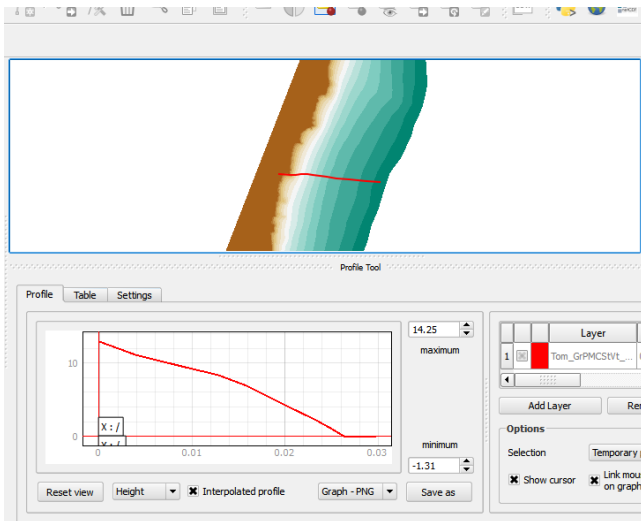 Profile Tool
Profile Table Settings
14.25
maximum
Layer
1 Tom_GrPMCStVt_...
10
0
X : /
0 0.01 0.02 0.03
minimum
-1.31
Add Layer
Options
Selection Temporary
Show cursor Link mou
on graph
Reset view Height Interpolated profile Graph - PNG Save as